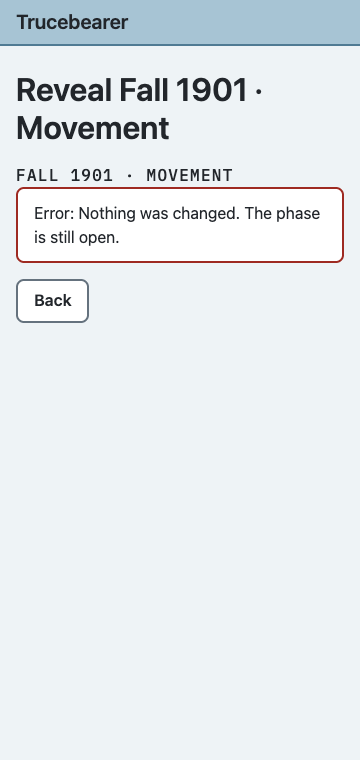 Trucebearer
Reveal Fall 1901 ·
Movement
FALL 1901 · MOVEMENT
Error: Nothing was changed. The phase
is still open.
Back